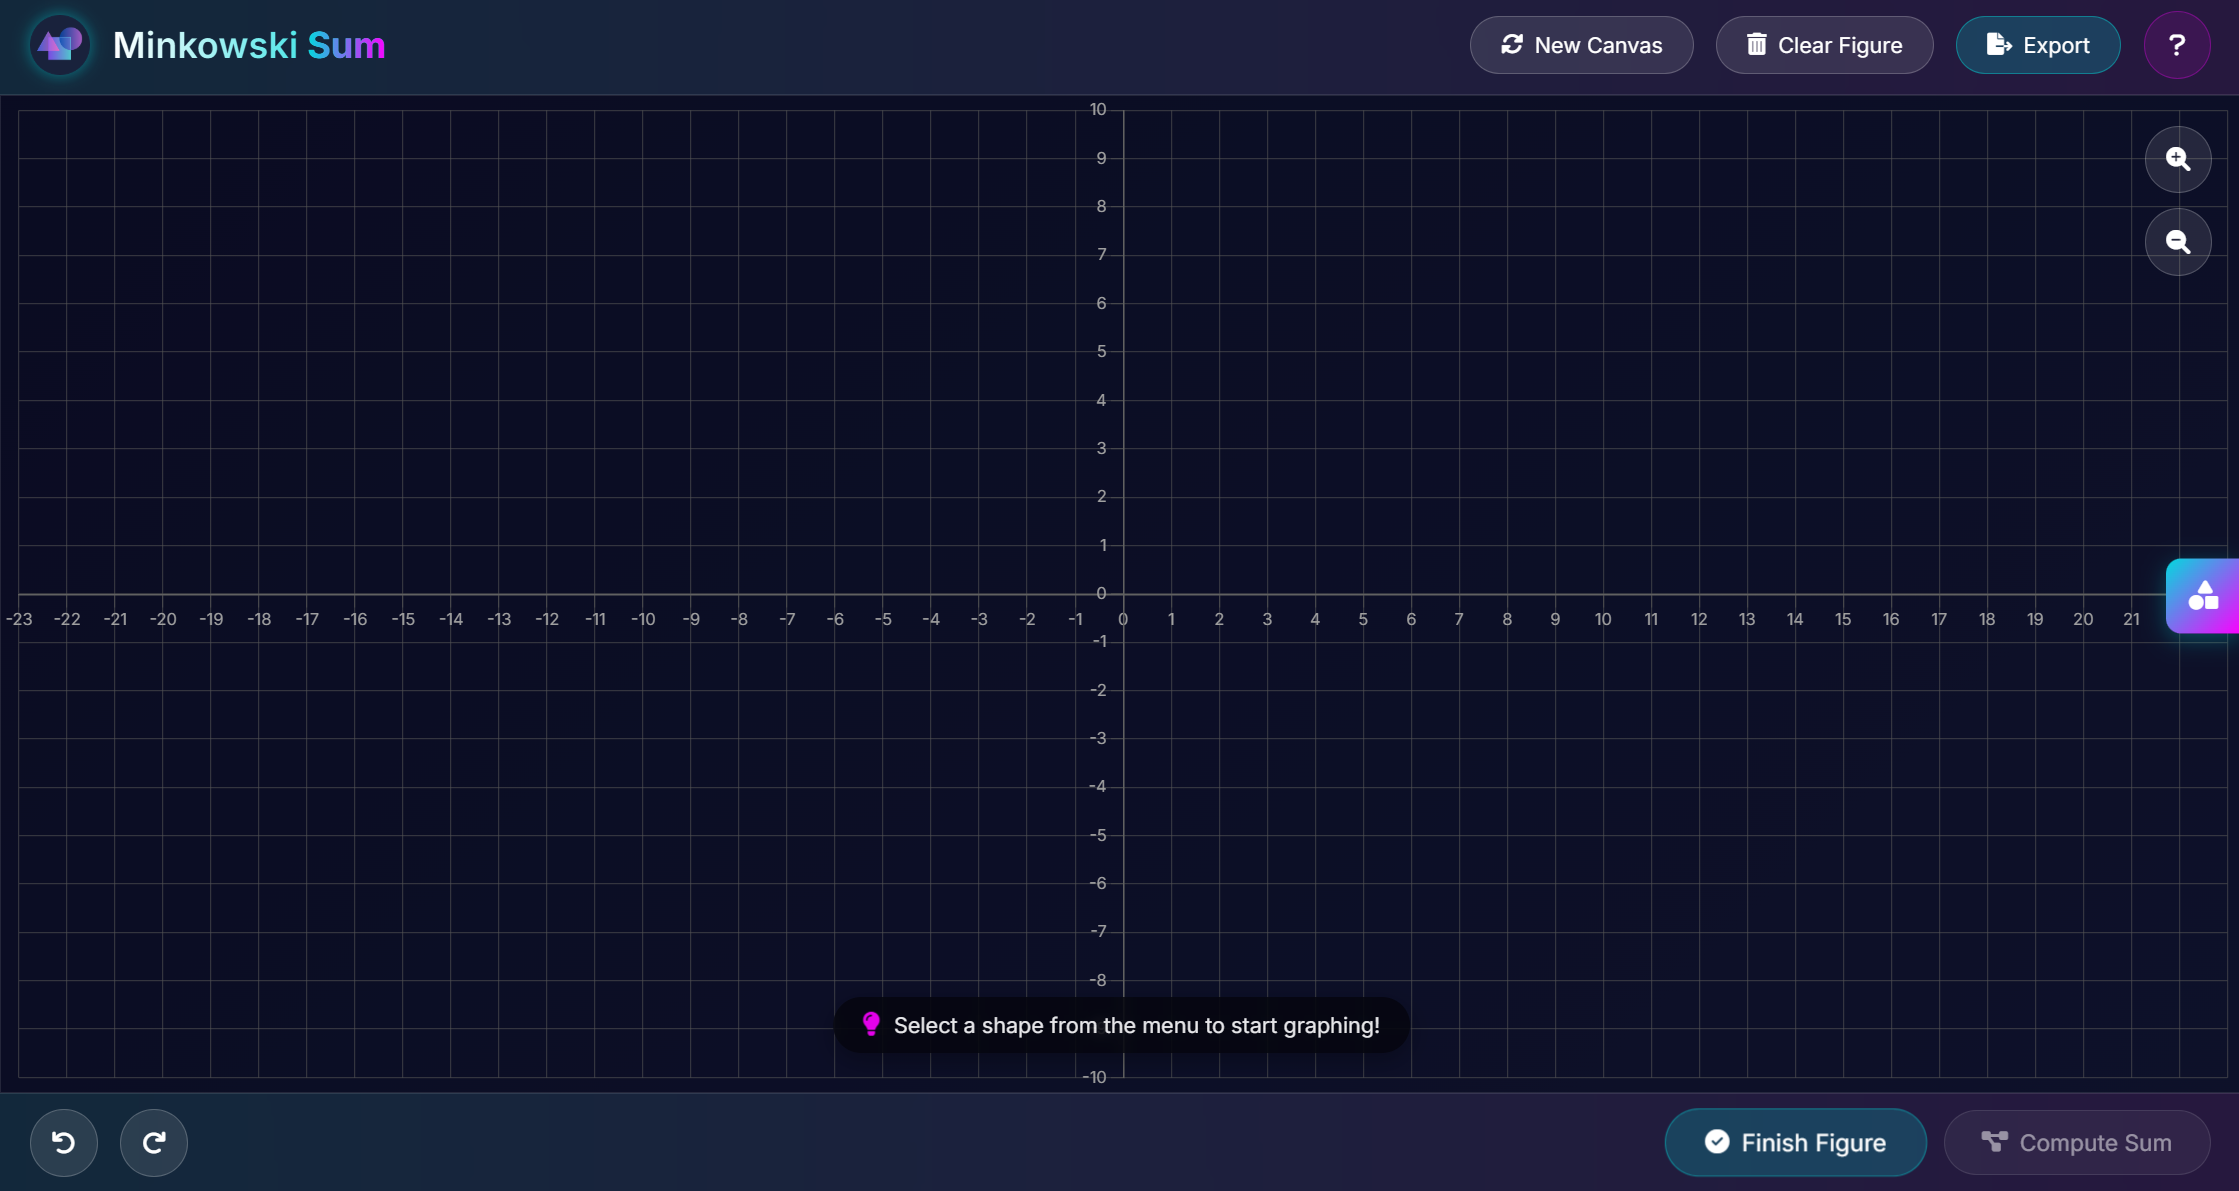 Minkowski Sum
New Canvas
Clear Figure
Export
?
10
9
8
7
6
5
4
3
2
1
0
-23 -22 -21 -20 -19 -18 -17 -16 -15 -14 -13 -12 -11 -10 -9 -8 -7 -6 -5 -4 -3 -2 -1 0 1 2 3 4 5 6 7 8 9 10 11 12 13 14 15 16 17 18 19 20 21
-1
-2
-3
-4
-5
-6
-7
-8
Select a shape from the menu to start graphing!
-10
Finish Figure
Compute Sum